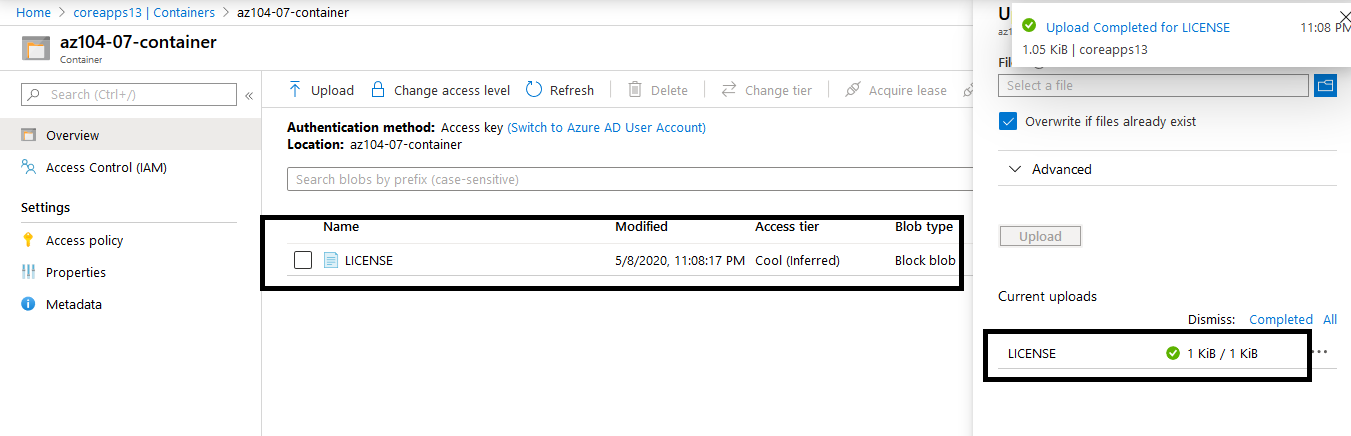 Home > coreapps13 | Containers > az104-07-container
az104-07-container
Container
Search (Ctrl+/)
«
Overview
Access Control (IAM)
Settings
Access policy
Properties
Metadata
Upload Change access level Refresh Delete Change tier Acquire lease
Authentication method: Access key (Switch to Azure AD User Account)
Location: az104-07-container
Search blobs by prefix (case-sensitive)
Name Modified Access tier Blob type
LICENSE 5/8/2020, 11:08:17 PM Cool (Inferred) Block blob
Upload Completed for LICENSE 11:08 PM
1.05 KiB | coreapps13
Select a file
Overwrite if files already exist
Advanced
Upload
Current uploads
Dismiss: Completed All
LICENSE 1 KiB / 1 KiB